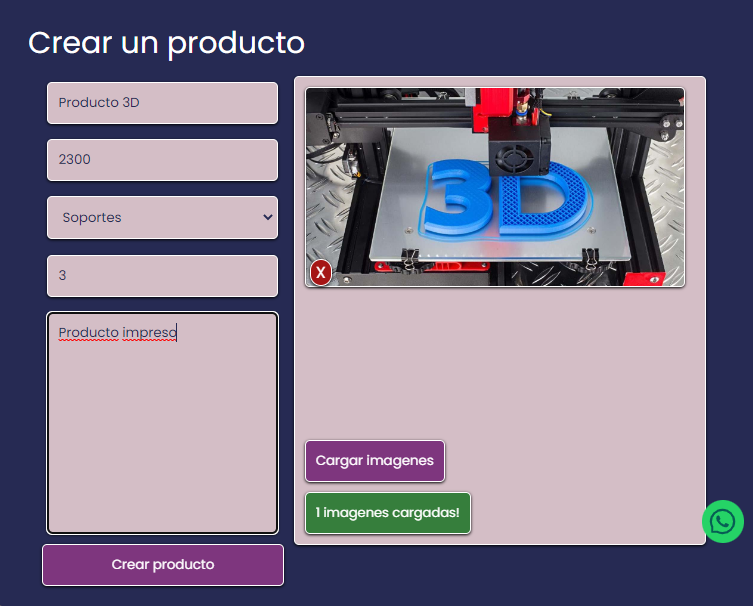 Crear un producto
Producto 3D
2300
Soportes
3
Producto impreso
Crear producto
3D
X
Cargar imagenes
1 imagenes cargadas!